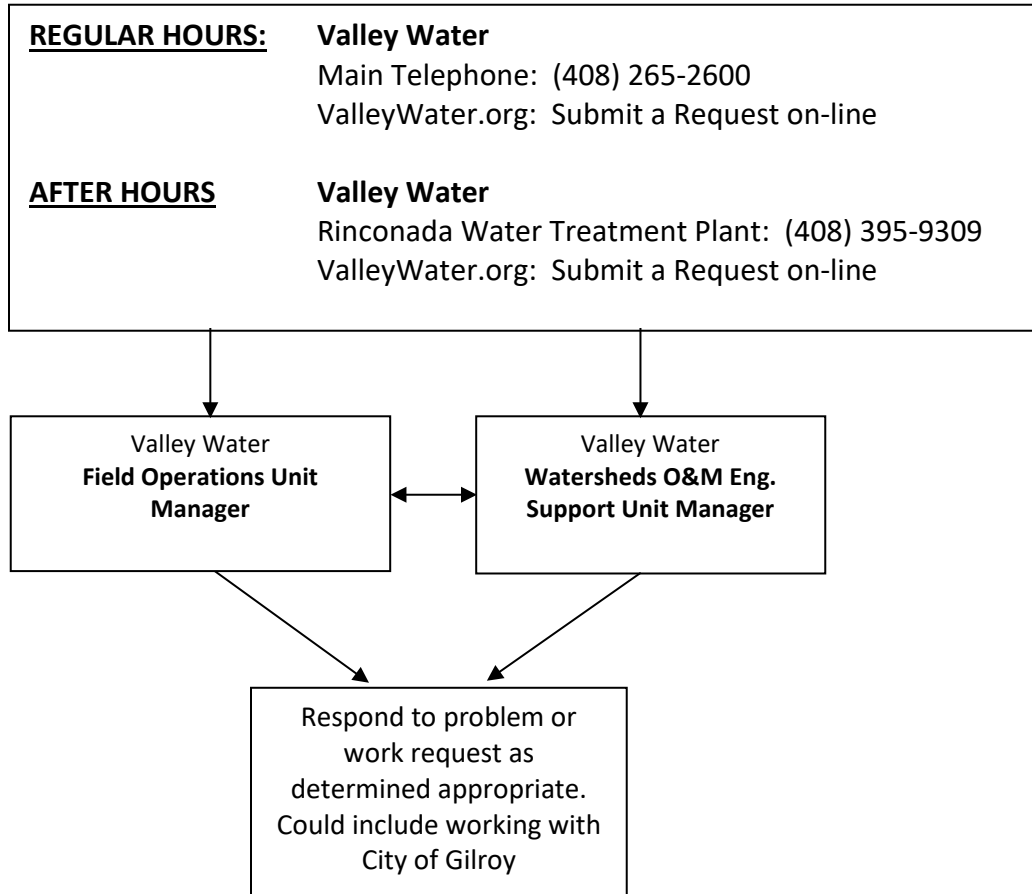 REGULAR HOURS: Valley Water
Main Telephone: (408) 265-2600
ValleyWater.org: Submit a Request on-line
AFTER HOURS Valley Water
Rinconada Water Treatment Plant: (408) 395-9309
ValleyWater.org: Submit a Request on-line
Valley Water
Field Operations Unit
Manager
Valley Water
Watersheds O&M Eng.
Support Unit Manager
Respond to problem or
work request as
determined appropriate.
Could include working with
City of Gilroy